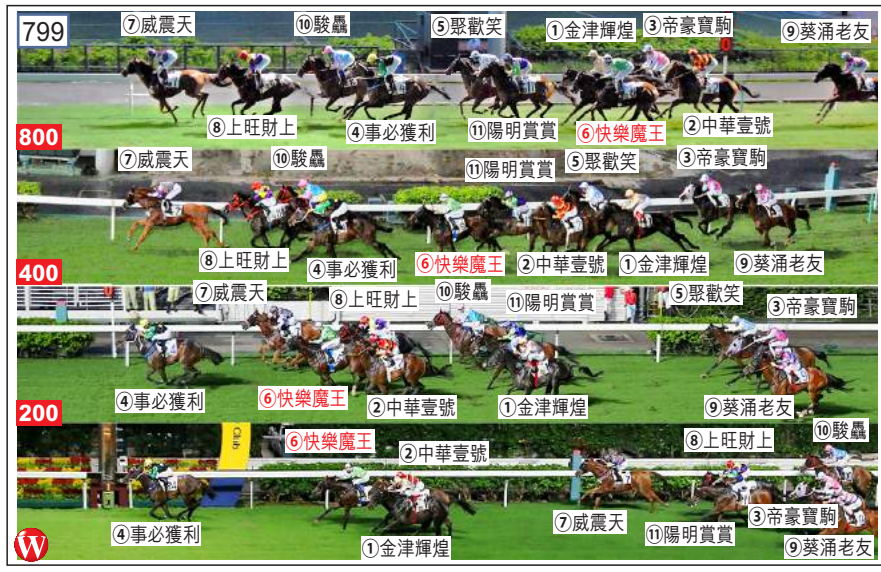 799
⑦威震天 ⑩駿驫 ⑤聚歡笑 ①金津輝煌 ③帝豪寶駒 ⑨葵涌老友
⑧上旺財上 ④事必獲利 ⑪陽明賞賞 ⑥快樂魔王 ②中華壹號
800
⑦威震天 ⑩駿驫 ⑪陽明賞賞 ⑤聚歡笑 ③帝豪寶駒
⑧上旺財上 ④事必獲利 ⑥快樂魔王 ②中華壹號 ①金津輝煌 ⑨葵涌老友
400
⑦威震天 ⑧上旺財上 ⑩駿驫 ⑪陽明賞賞 ⑤聚歡笑 ③帝豪寶駒
④事必獲利 ⑥快樂魔王 ②中華壹號 ①金津輝煌 ⑨葵涌老友
200
Club
⑥快樂魔王 ②中華壹號 ⑧上旺財上 ⑩駿驫
④事必獲利 ①金津輝煌 ⑦威震天 ⑪陽明賞賞 ③帝豪寶駒
⑨葵涌老友
W